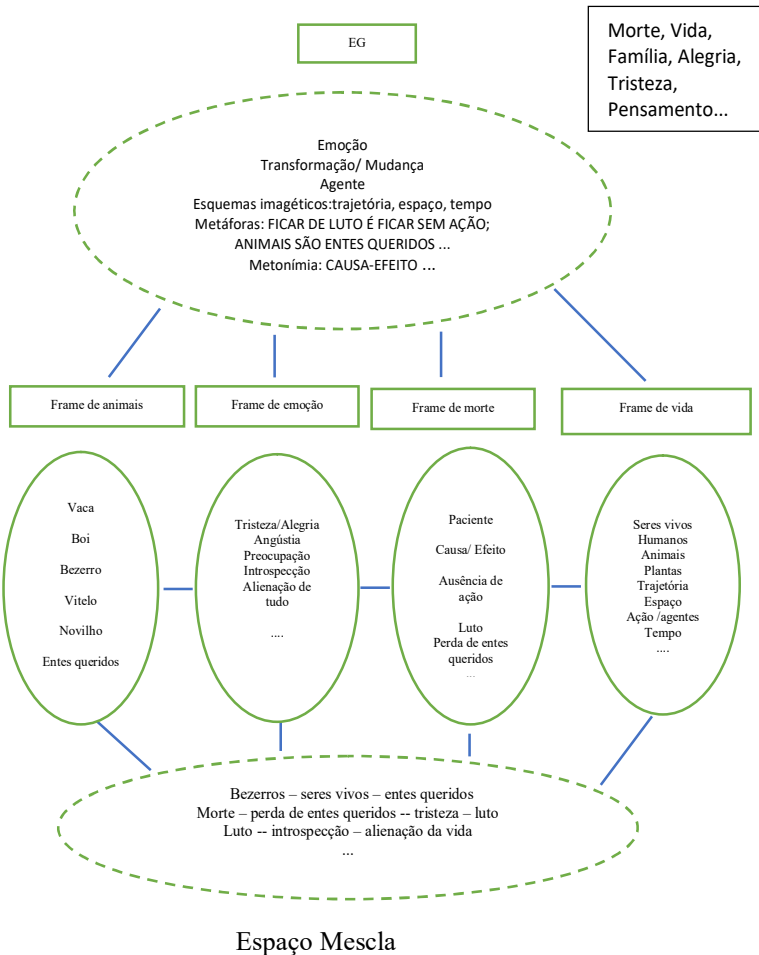 EG
Morte, Vida,
Família, Alegria,
Tristeza,
Pensamento...
Emoção
Transformação/ Mudança
Agente
Esquemas imagéticos:trajetória, espaço, tempo
Metáforas: FICAR DE LUTO É FICAR SEM AÇÃO;
ANIMAIS SÃO ENTES QUERIDOS ...
Metonímia: CAUSA-EFEITO ...
Frame de animais
Frame de emoção
Frame de morte
Frame de vida
Vaca
Boi
Bezerro
Vitelo
Novilho
Entes queridos
Tristeza/Alegria
Angústia
Preocupação
Introspecção
Alienação de
tudo
....
Paciente
Causa/ Efeito
Ausência de
ação
Luto
Perda de entes
queridos
...
Seres vivos
Humanos
Animais
Plantas
Trajetória
Espaço
Ação /agentes
Tempo
....
Bezerros – seres vivos – entes queridos
Morte – perda de entes queridos -- tristeza – luto
Luto -- introspecção – alienação da vida
...
Espaço Mescla